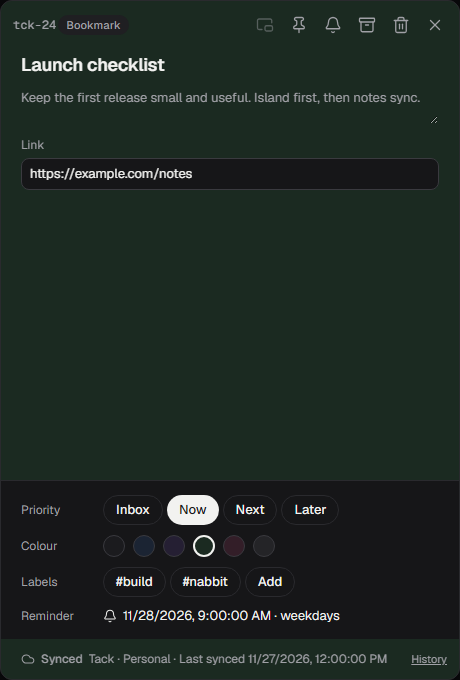 tck-24 Bookmark
Launch checklist
Keep the first release small and useful. Island first, then notes sync.
Link
https://example.com/notes
Priority Inbox Now Next Later
Colour
Labels #build #nabbit Add
Reminder 11/28/2026, 9:00:00 AM · weekdays
Synced Tack · Personal · Last synced 11/27/2026, 12:00:00 PM History